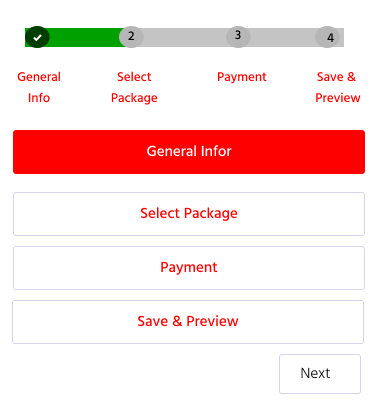 2 3 4
General Select Payment Save &
Info Package Preview
General Infor
Select Package
Payment
Save & Preview
Next